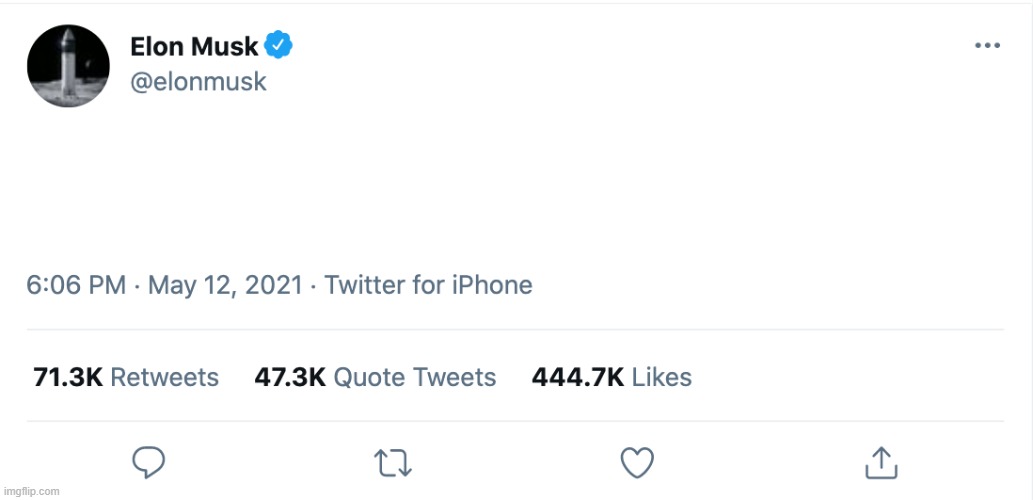 Elon Musk
@elonmusk
6:06 PM · May 12, 2021 · Twitter for iPhone
71.3K Retweets 47.3K Quote Tweets 444.7K Likes
imgflip.com